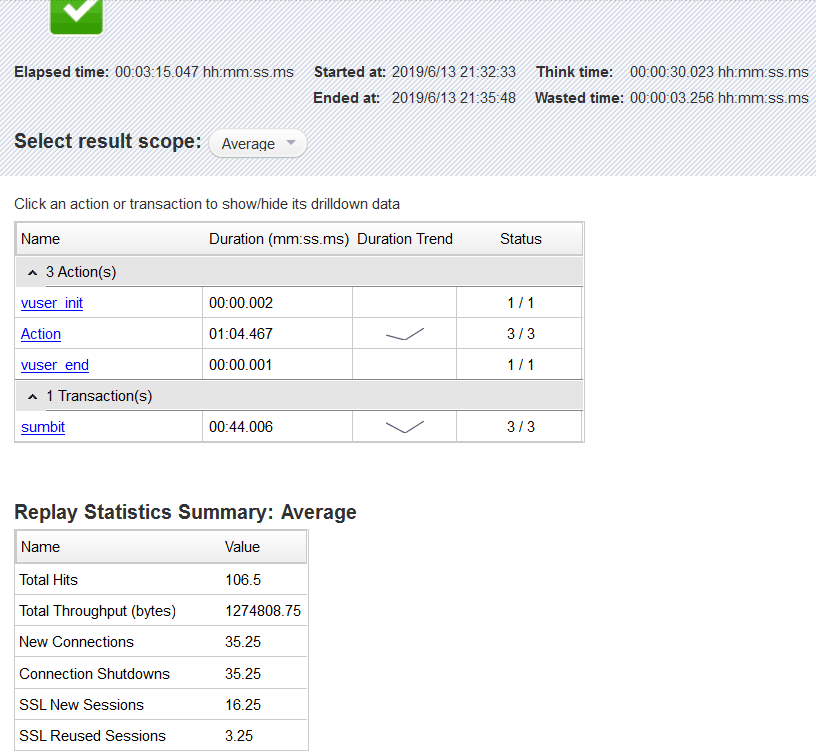 Elapsed time: 00:03:15.047 hh:mm:ss.ms Started at: 2019/6/13 21:32:33 Think time: 00:00:30.023 hh:mm:ss.ms
Ended at: 2019/6/13 21:35:48 Wasted time: 00:00:03.256 hh:mm:ss.ms
Select result scope: Average
Click an action or transaction to show/hide its drilldown data
Name Duration (mm:ss.ms) Duration Trend Status
3 Action(s)
vuser_init 00:00.002 1 / 1
Action 01:04.467 3 / 3
vuser_end 00:00.001 1 / 1
1 Transaction(s)
sumbit 00:44.006 3 / 3
Replay Statistics Summary: Average
Name Value
Total Hits 106.5
Total Throughput (bytes) 1274808.75
New Connections 35.25
Connection Shutdowns 35.25
SSL New Sessions 16.25
SSL Reused Sessions 3.25